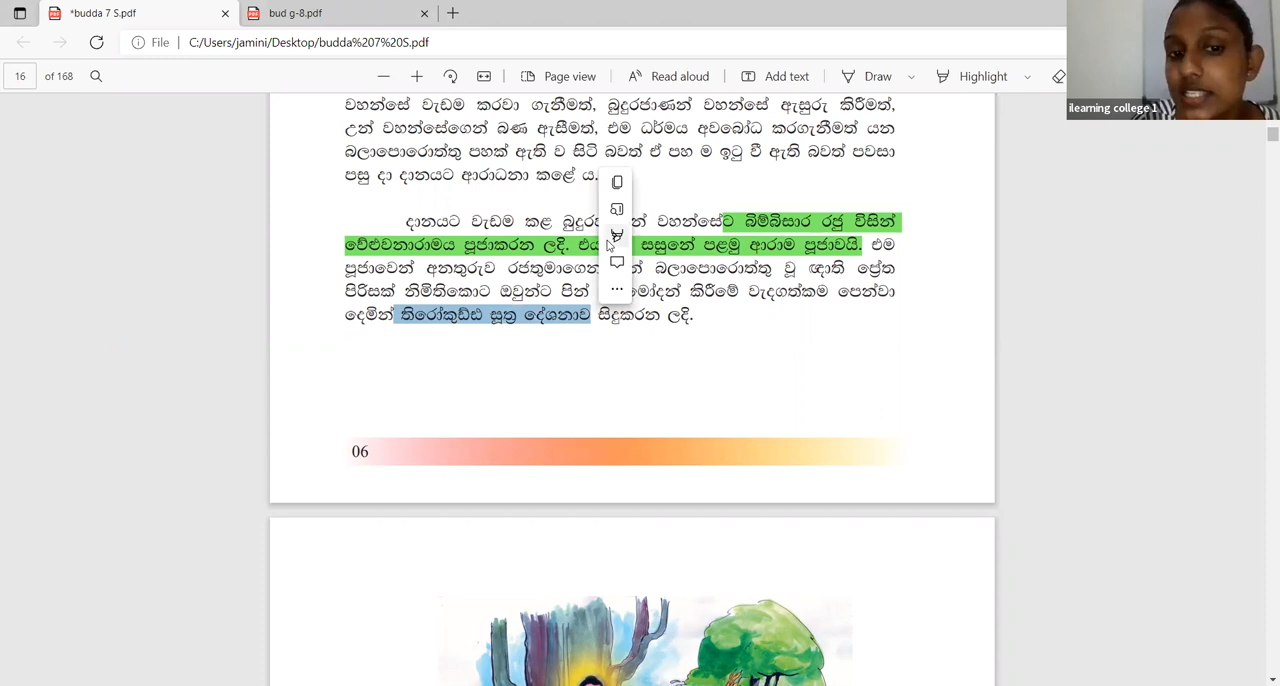 *budda 7 S.pdf
bud g-8.pdf
File
C:/Users/jamini/Desktop/budda%207%20S.pdf
16 of 168
Page view
Read aloud
Add text
Draw
Highlight
ilearning college 1
වහන්සේ වැඩම කරවා ගැනීමත්, බුදුරජාණන් වහන්සේ ඇසුරු කිරීමත්,
උන් වහන්සේගෙන් බණ ඇසීමත්, එම ධර්මය අවබෝධ කරගැනීමත් යන
බලාපොරොත්තු පහක් ඇති ව සිටි බවත් ඒ පහ ම ඉටු වී ඇති බවත් පවසා
පසු දා දානයට ආරාධනා කළේ ය.
දානයට වැඩම කළ වහන්සේට බිම්බිසාර රජු විසින්
වේළුවනාරාමය පූජාකරන ලදි. සසුනේ පළමු ආරාම පූජාවයි. එම
පූජාවෙන් අනතුරුව රජතුමාගෙන් බලාපොරොත්තු වූ ඥාති ප්‍රේත
පිරිසක් නිමිතිකොට ඔවුන්ට පින් කිරීමේ වැදගත්කම පෙන්වා
දෙමින් තිරෝකුඩ්ඪ සූත්‍ර දේශනාව සිදුකරන ලදි.
06